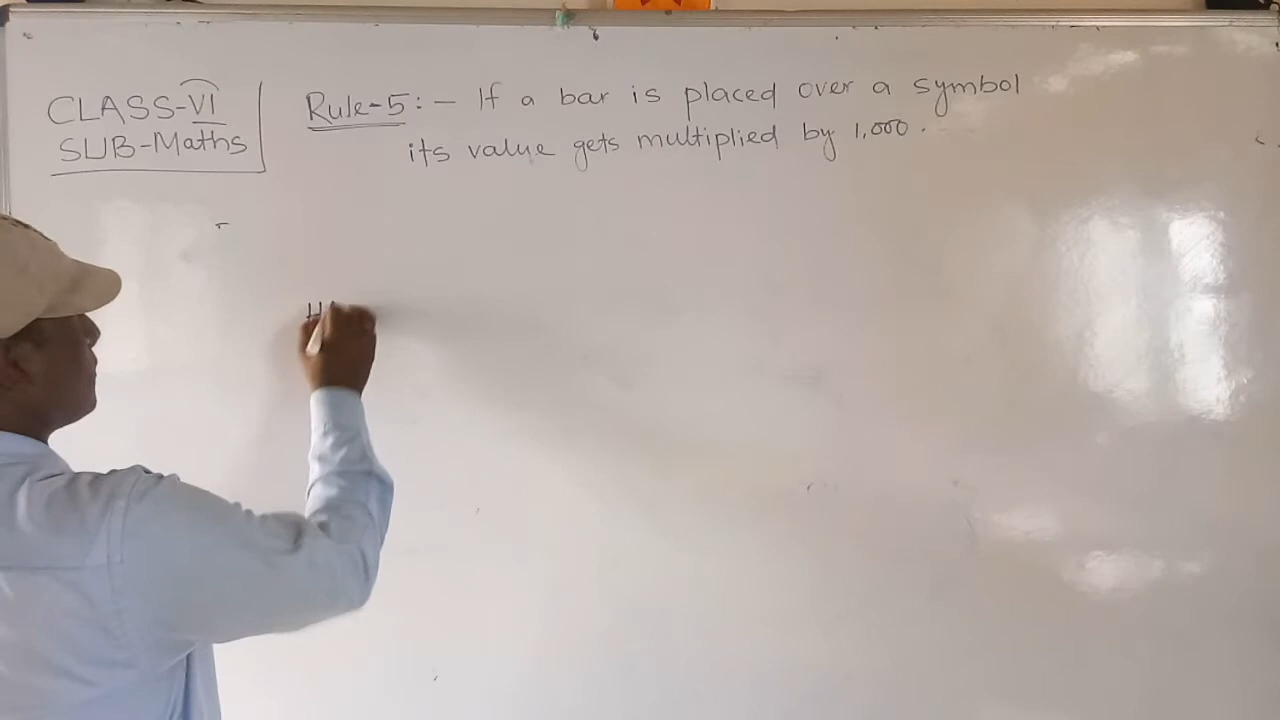 CLASS-VI
SUB-Maths
Rule-5:- If a bar is placed over a symbol
its value gets multiplied by 1,000.